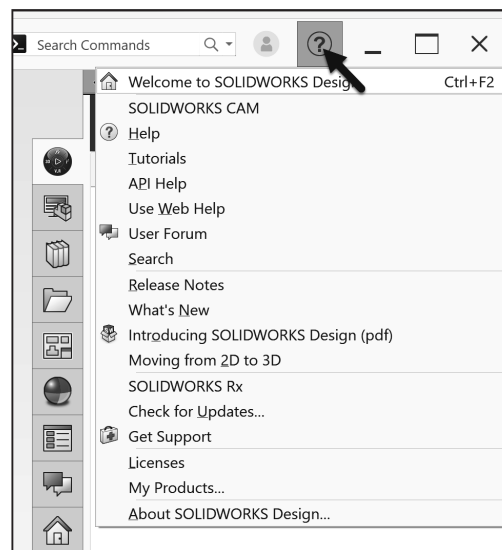 Search Commands
Welcome to SOLIDWORKS Desig Ctrl+F2
SOLIDWORKS CAM
Help
Tutorials
API Help
Use Web Help
User Forum
Search
Release Notes
What's New
Introducing SOLIDWORKS Design (pdf)
Moving from 2D to 3D
SOLIDWORKS Rx
Check for Updates...
Get Support
Licenses
My Products...
About SOLIDWORKS Design...